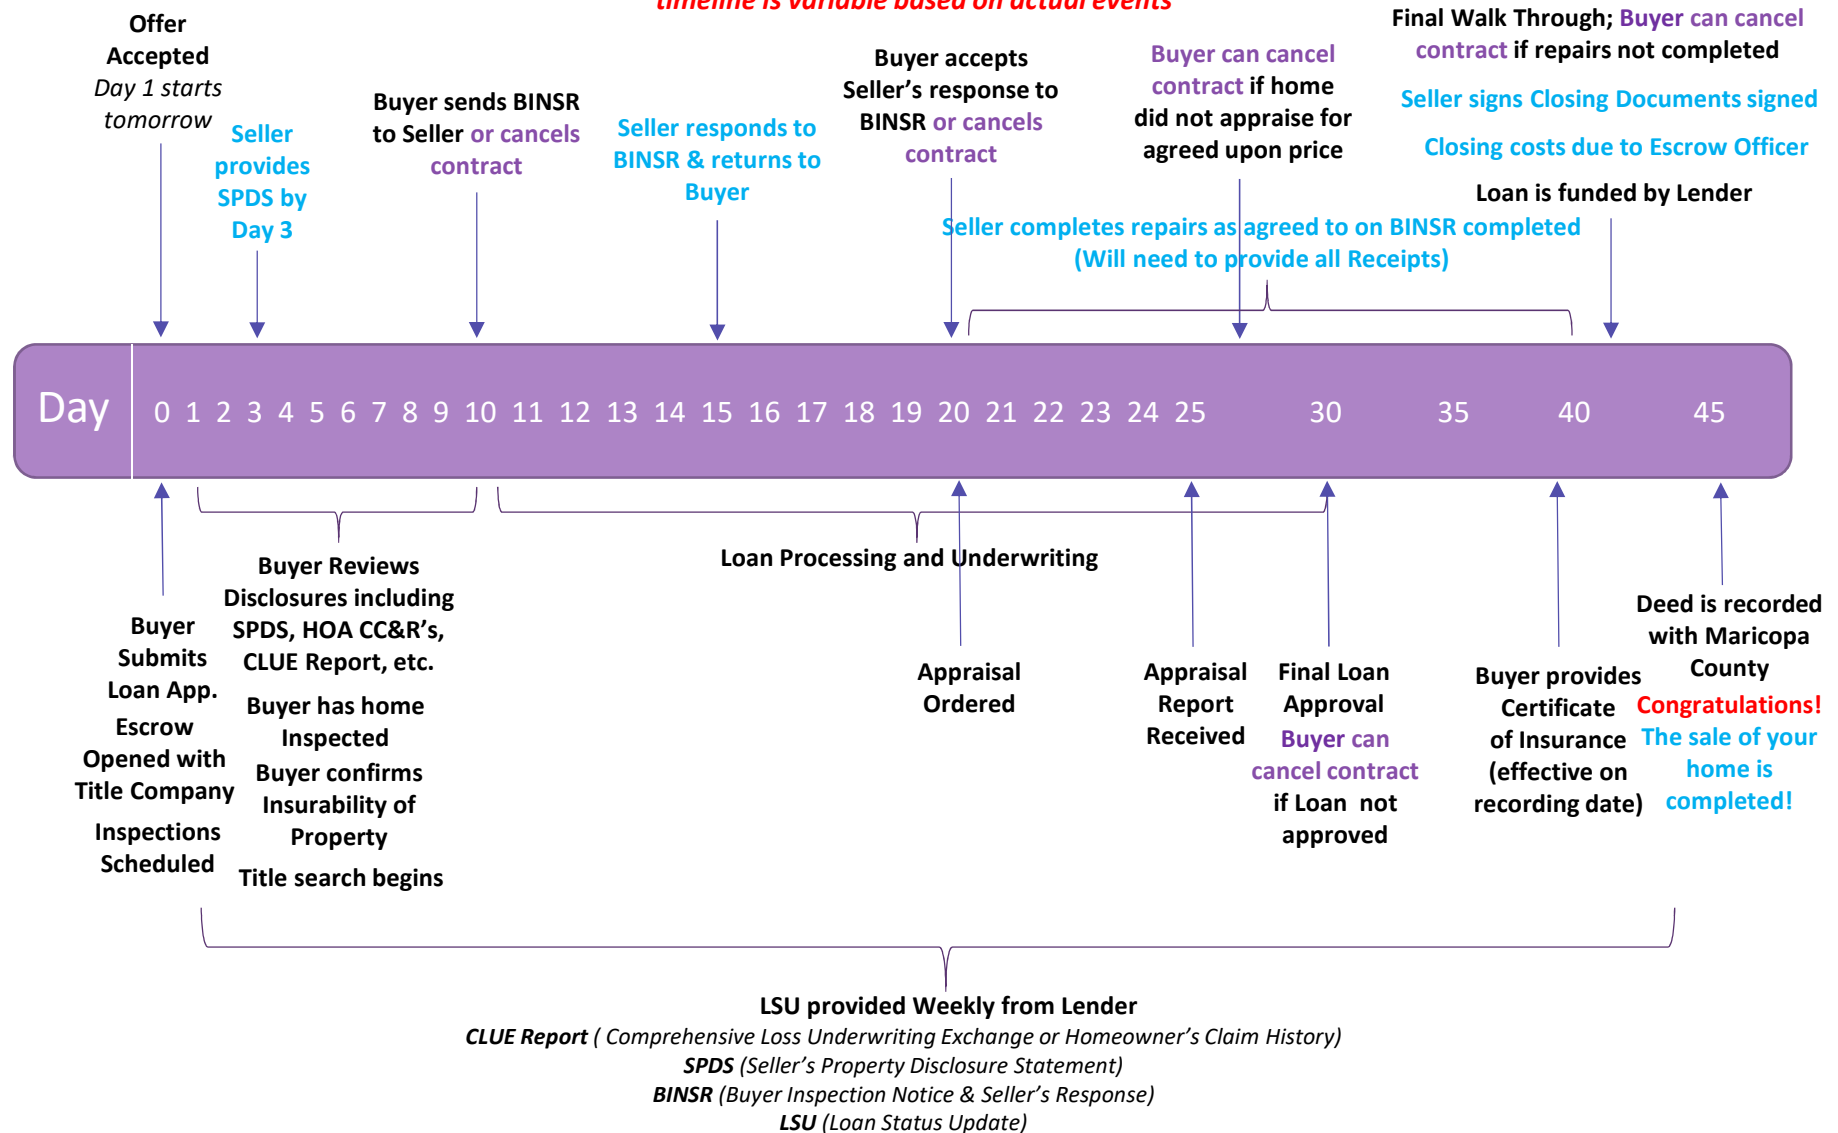 timeline is variable based on actual events
Offer
Accepted
Day 1 starts
tomorrow
Seller
provides
SPDS by
Day 3
Buyer sends BINSR
to Seller or cancels
contract
Seller responds to
BINSR & returns to
Buyer
Buyer accepts
Seller’s response to
BINSR or cancels
contract
Buyer can cancel
contract if home
did not appraise for
agreed upon price
Final Walk Through; Buyer can cancel
contract if repairs not completed
Seller signs Closing Documents signed
Closing costs due to Escrow Officer
Loan is funded by Lender
Seller completes repairs as agreed to on BINSR completed
(Will need to provide all Receipts)
Day 0 1 2 3 4 5 6 7 8 9 10 11 12 13 14 15 16 17 18 19 20 21 22 23 24 25 30 35 40 45
Buyer
Submits
Loan App.
Escrow
Opened with
Title Company
Inspections
Scheduled
Buyer Reviews
Disclosures including
SPDS, HOA CC&R’s,
CLUE Report, etc.
Buyer has home
Inspected
Buyer confirms
Insurability of
Property
Title search begins
Loan Processing and Underwriting
Appraisal
Ordered
Appraisal
Report
Received
Final Loan
Approval
Buyer can
cancel contract
if Loan not
approved
Buyer provides
Certificate
of Insurance
(effective on
recording date)
Deed is recorded
with Maricopa
County
Congratulations!
The sale of your
home is
completed!
LSU provided Weekly from Lender
CLUE Report ( Comprehensive Loss Underwriting Exchange or Homeowner’s Claim History)
SPDS (Seller’s Property Disclosure Statement)
BINSR (Buyer Inspection Notice & Seller’s Response)
LSU (Loan Status Update)